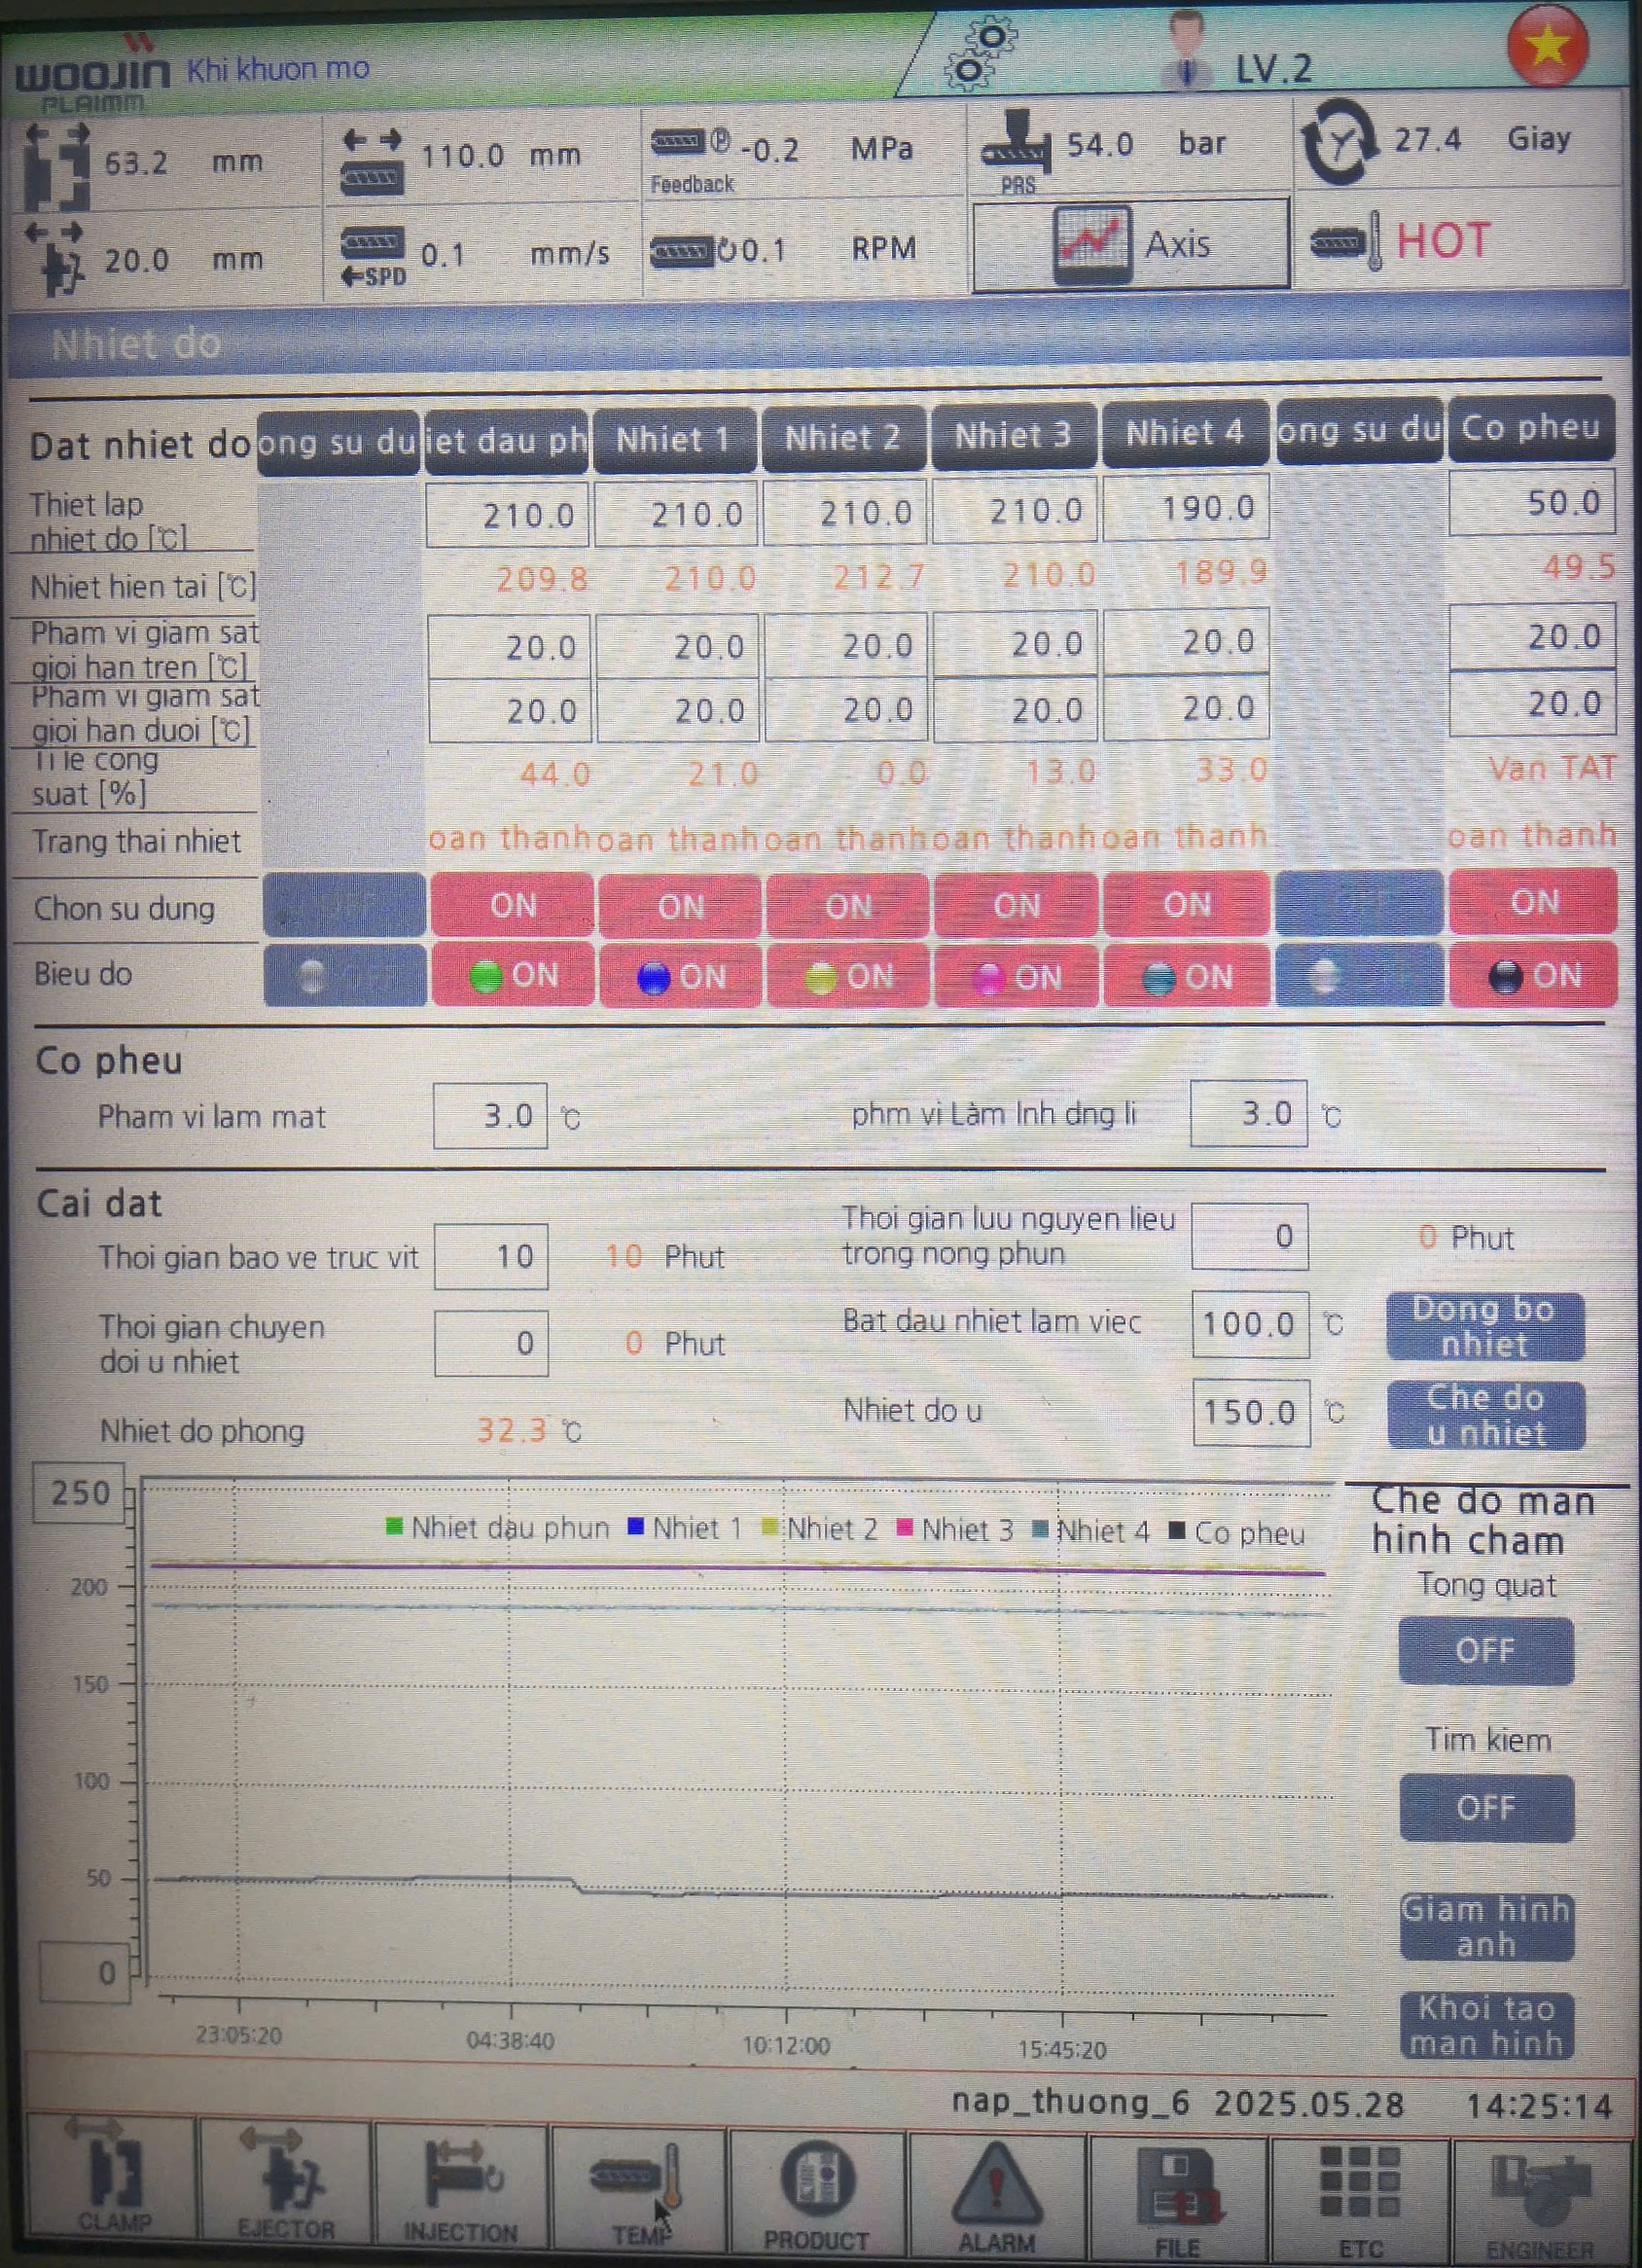 WOOJIN Khi khuon mo LV.2
PLAIMM
63.2 mm 110.0 mm -0.2 MPa 54.0 bar 27.4 Giay
Feedback PRS
20.0 mm 0.1 mm/s 0.1 RPM Axis HOT
SPD
Nhiet do
Dat nhiet do ong su du iet dau ph Nhiet 1 Nhiet 2 Nhiet 3 Nhiet 4 ong su du Co pheu
Thiet lap
nhiet do [℃] 210.0 210.0 210.0 210.0 190.0 50.0
Nhiet hien tai [℃] 209.8 210.0 212.7 210.0 189.9 49.5
Pham vi giam sat
gioi han tren [℃] 20.0 20.0 20.0 20.0 20.0 20.0
Pham vi giam sat
gioi han duoi [℃] 20.0 20.0 20.0 20.0 20.0 20.0
Ti le cong
suat [%] 44.0 21.0 0.0 13.0 33.0 Van TAT
Trang thai nhiet oan thanh oan thanh oan thanh oan thanh oan thanh oan thanh
Chon su dung ON ON ON ON ON ON
Bieu do ON ON ON ON ON ON
Co pheu
Pham vi lam mat 3.0 ℃ phm vi Làm lnh dng li 3.0 ℃
Cai dat
Thoi gian bao ve truc vit 10 10 Phut
Thoi gian luu nguyen lieu
trong nong phun 0 0 Phut
Thoi gian chuyen
doi u nhiet 0 0 Phut
Bat dau nhiet lam viec 100.0 ℃
Dong bo
nhiet
Nhiet do phong 32.3 ℃
Nhiet do u 150.0 ℃
Che do
u nhiet
250
200
150
100
50
0
Nhiet dau phun Nhiet 1 Nhiet 2 Nhiet 3 Nhiet 4 Co pheu
23:05:20 04:38:40 10:12:00 15:45:20
Che do man
hinh cham
Tong quat
OFF
Tim kiem
OFF
Giam hinh
anh
Khoi tao
man hinh
nap_thuong_6 2025.05.28 14:25:14
CLAMP EJECTOR INJECTION TEMP PRODUCT ALARM FILE ETC ENGINEER